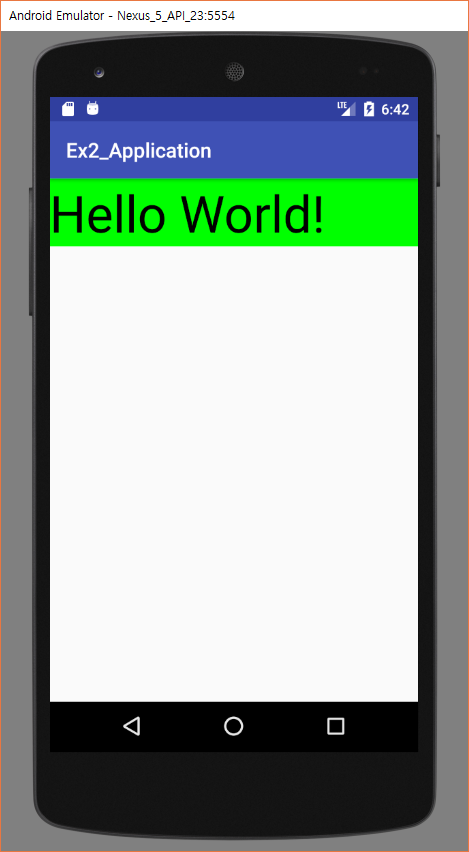 Android Emulator - Nexus_5_API_23:5554
LTE 6:42
Ex2_Application
Hello World!